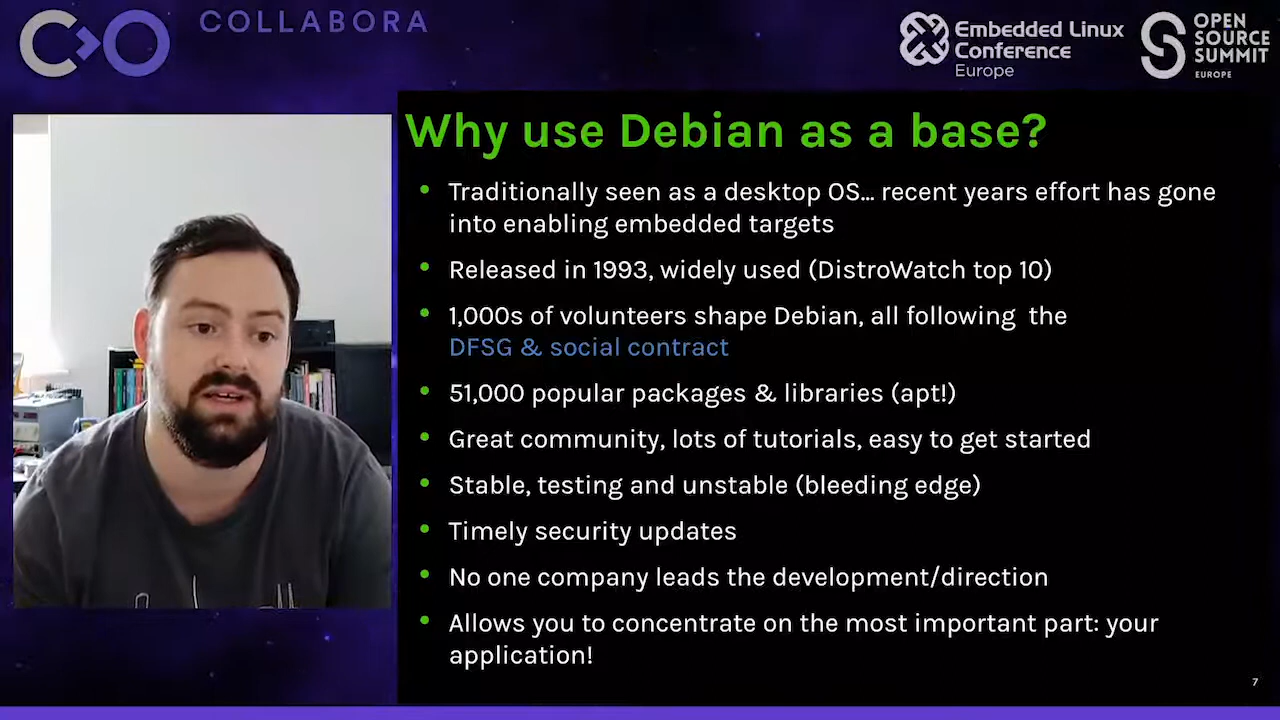 COLLABORA
Embedded Linux
Conference
Europe
OPEN
SOURCE
SUMMIT
EUROPE
Why use Debian as a base?
• Traditionally seen as a desktop OS... recent years effort has gone
into enabling embedded targets
• Released in 1993, widely used (DistroWatch top 10)
• 1,000s of volunteers shape Debian, all following  the
DFSG & social contract
• 51,000 popular packages & libraries (apt!)
• Great community, lots of tutorials, easy to get started
• Stable, testing and unstable (bleeding edge)
• Timely security updates
• No one company leads the development/direction
• Allows you to concentrate on the most important part: your
application!
7